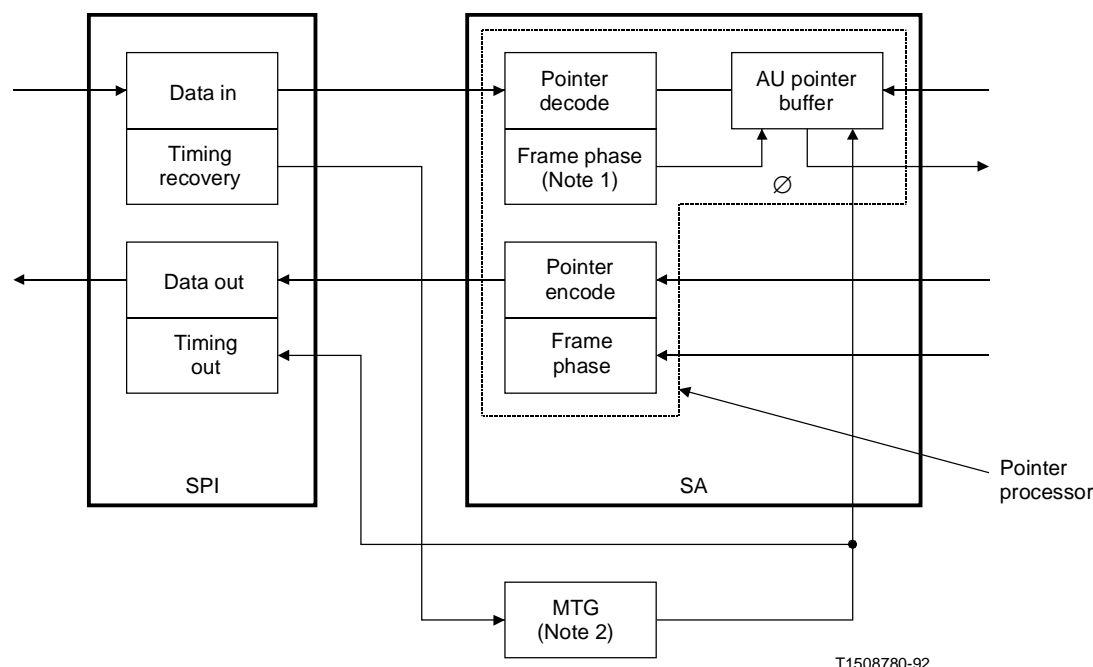 Data in
Timing
recovery
Data out
Timing
out
SPI
Pointer
decode
Frame phase
(Note 1)
AU pointer
buffer
∅
Pointer
encode
Frame
phase
SA
Pointer
processor
MTG
(Note 2)
T1508780-92